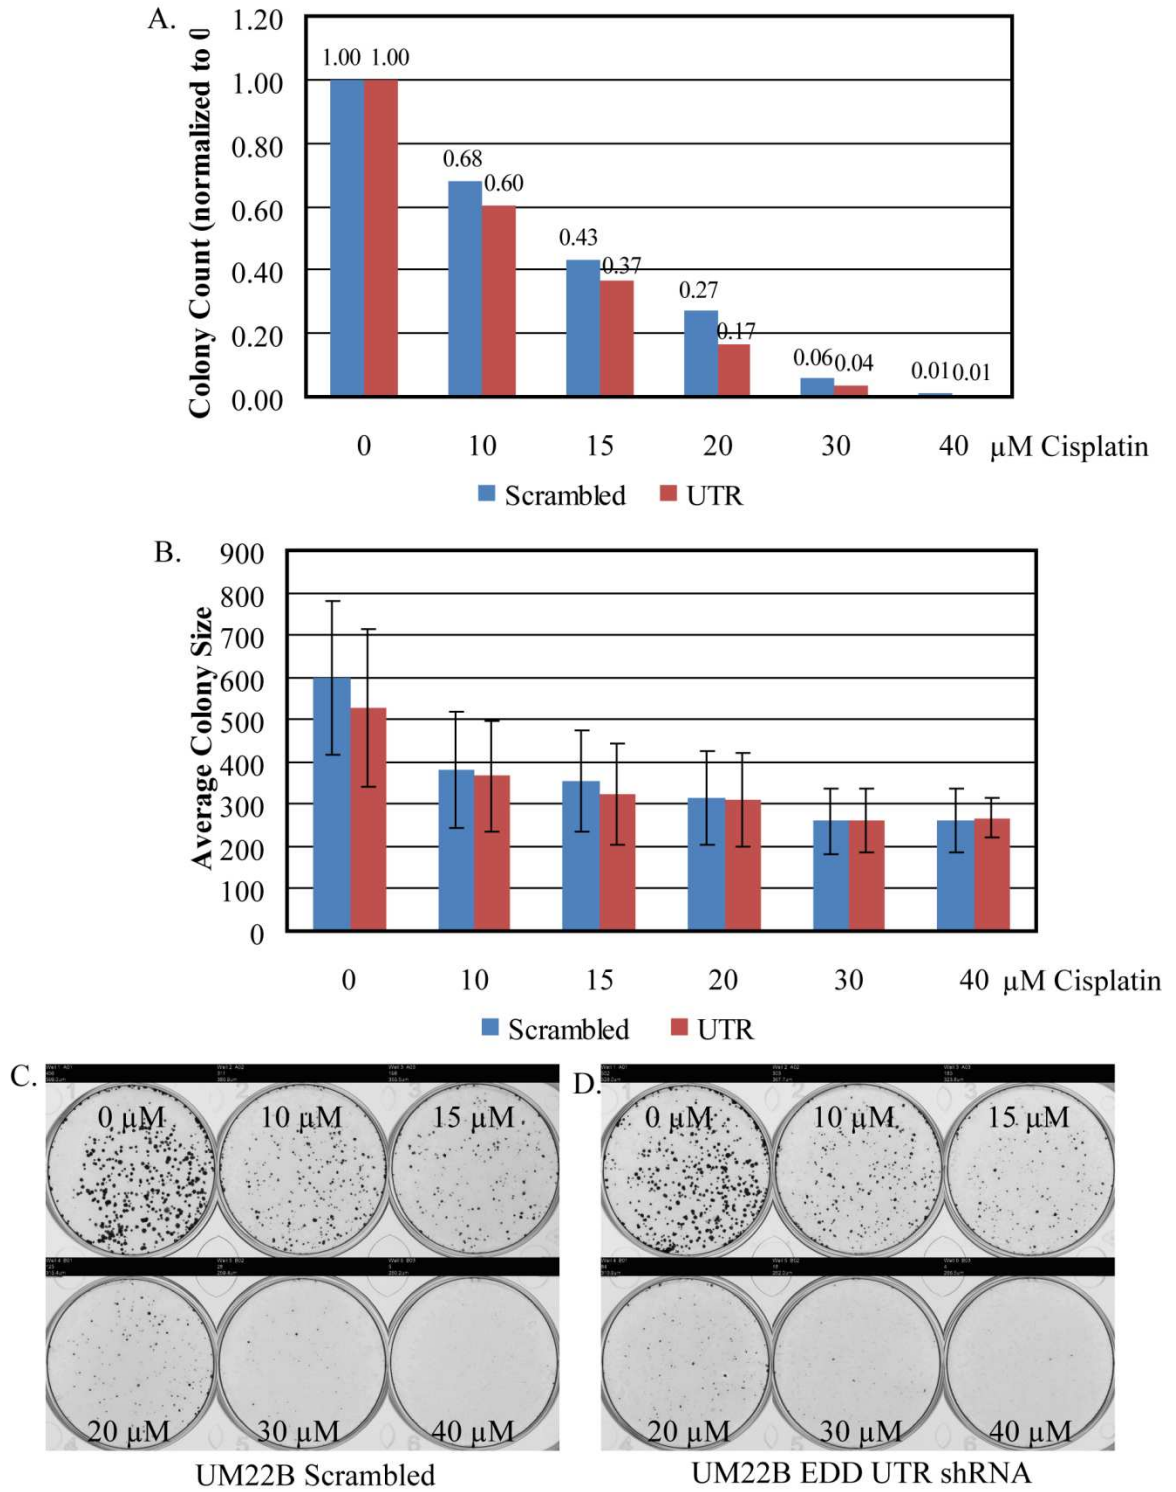 A.
Colony Count (normalized to 0
1.20
1.00
0.80
0.60
0.40
0.20
0.00
1.00 1.00
0.68
0.60
0.43
0.37
0.27
0.17
0.06 0.04
0.01 0.01
0 10 15 20 30 40 µM Cisplatin
Scrambled UTR
B.
Average Colony Size
900
800
700
600
500
400
300
200
100
0
0 10 15 20 30 40 µM Cisplatin
Scrambled UTR
C.
0 µM 10 µM 15 µM
20 µM 30 µM 40 µM
UM22B Scrambled
D.
0 µM 10 µM 15 µM
20 µM 30 µM 40 µM
UM22B EDD UTR shRNA